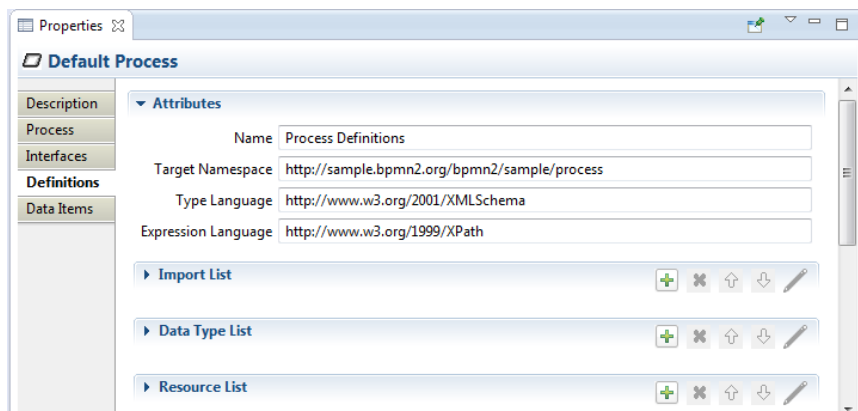 Properties
Default Process
Description
Process
Interfaces
Definitions
Data Items
Attributes
Name Process Definitions
Target Namespace http://sample.bpmn2.org/bpmn2/sample/process
Type Language http://www.w3.org/2001/XMLSchema
Expression Language http://www.w3.org/1999/XPath
Import List
Data Type List
Resource List